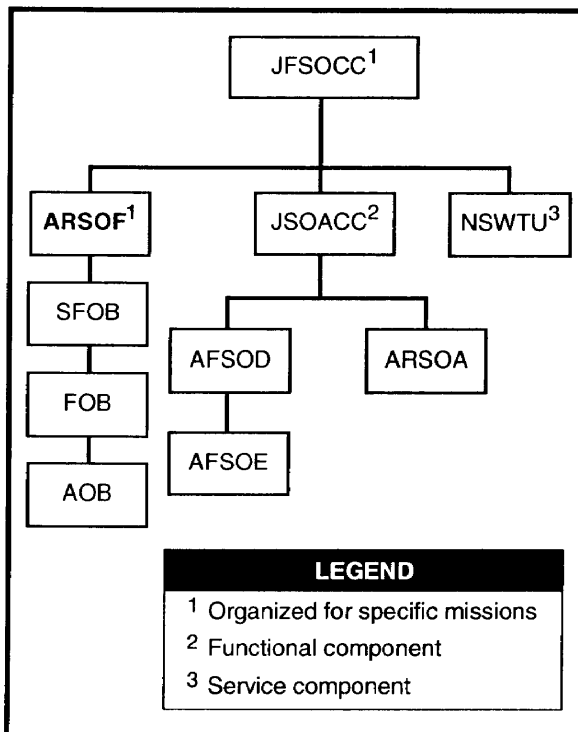 JFSOCC1
ARSOF1
JSOACC2
NSWTU3
SFOB
AFSOD
ARSOA
FOB
AFSOE
AOB
LEGEND
1 Organized for specific missions
2 Functional component
3 Service component